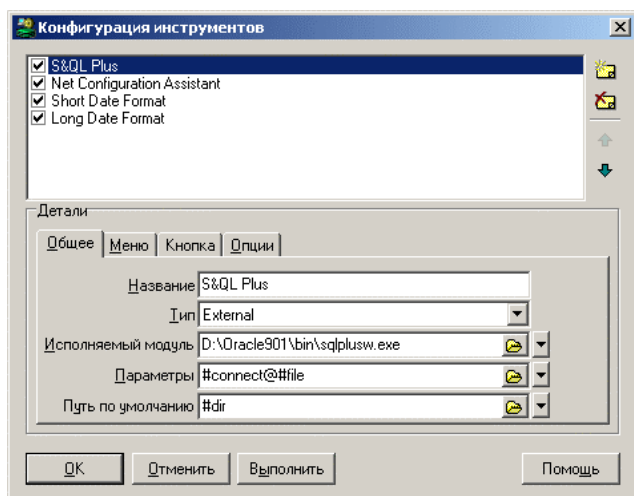 Конфигурация инструментов
S&QL Plus
Net Configuration Assistant
Short Date Format
Long Date Format
Детали
Общее Меню Кнопка Опции
Название S&QL Plus
Тип External
Исполняемый модуль D:\Oracle901\bin\sqlplusw.exe
Параметры #connect@#file
Путь по умолчанию #dir
OK Отменить Выполнить Помощь